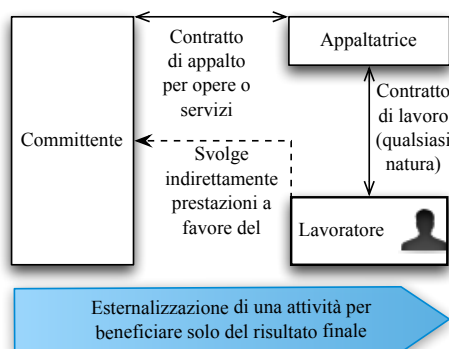 Contratto
di appalto
per opere o
servizi
Appaltatrice
Contratto
di lavoro
(qualsiasi
natura)
Committente
Svolge
indirettamente
prestazioni a
favore del
Lavoratore
Esternalizzazione di una attività per
beneficiare solo del risultato finale